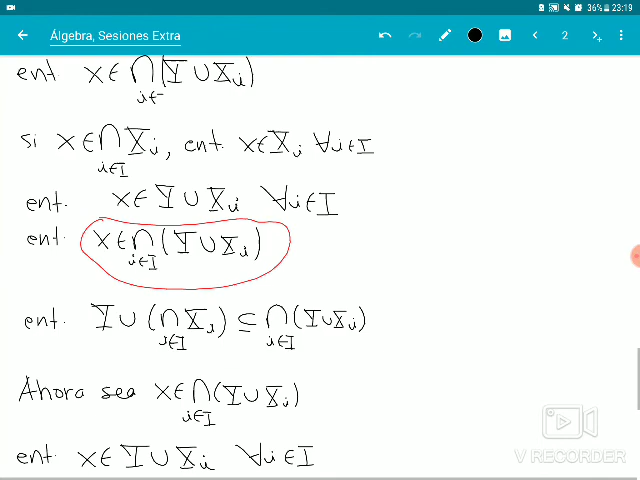 36% 23:19
Álgebra, Sesiones Extra
2
ent x ∈ ⋂ (Y ∪ X_i)
i∈
si x ∈ ⋂ X_i, ent x ∈ X_i ∀i ∈ I
i∈I
ent. x ∈ Y ∪ X_i ∀i ∈ I
ent x ∈ ⋂ (Y ∪ X_i)
i∈I
ent. Y ∪ (⋂ X_i) ⊆ ⋂ (Y ∪ X_i)
i∈I i∈I
Ahora sea x ∈ ⋂ (Y ∪ X_i)
i∈I
ent x ∈ Y ∪ X_i ∀i ∈ I
V RECORDER